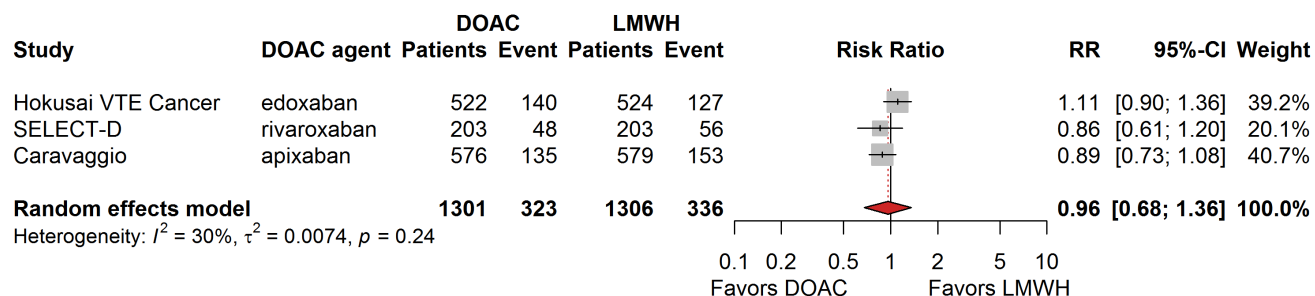 DOAC LMWH
Study DOAC agent Patients Event Patients Event Risk Ratio RR 95%-CI Weight
Hokusai VTE Cancer edoxaban 522 140 524 127 1.11 [0.90; 1.36] 39.2%
SELECT-D rivaroxaban 203 48 203 56 0.86 [0.61; 1.20] 20.1%
Caravaggio apixaban 576 135 579 153 0.89 [0.73; 1.08] 40.7%
Random effects model 1301 323 1306 336 0.96 [0.68; 1.36] 100.0%
Heterogeneity: I² = 30%, τ² = 0.0074, p = 0.24
0.1 0.2 0.5 1 2 5 10
Favors DOAC Favors LMWH